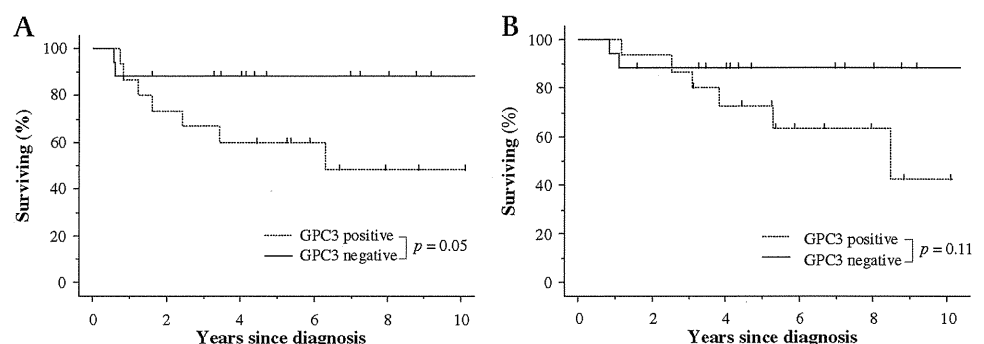 A
100
80
60
40
20
0
Surviving (%)
GPC3 positive
GPC3 negative
p = 0.05
0 2 4 6 8 10
Years since diagnosis
B
100
80
60
40
20
0
Surviving (%)
GPC3 positive
GPC3 negative
p = 0.11
0 2 4 6 8 10
Years since diagnosis